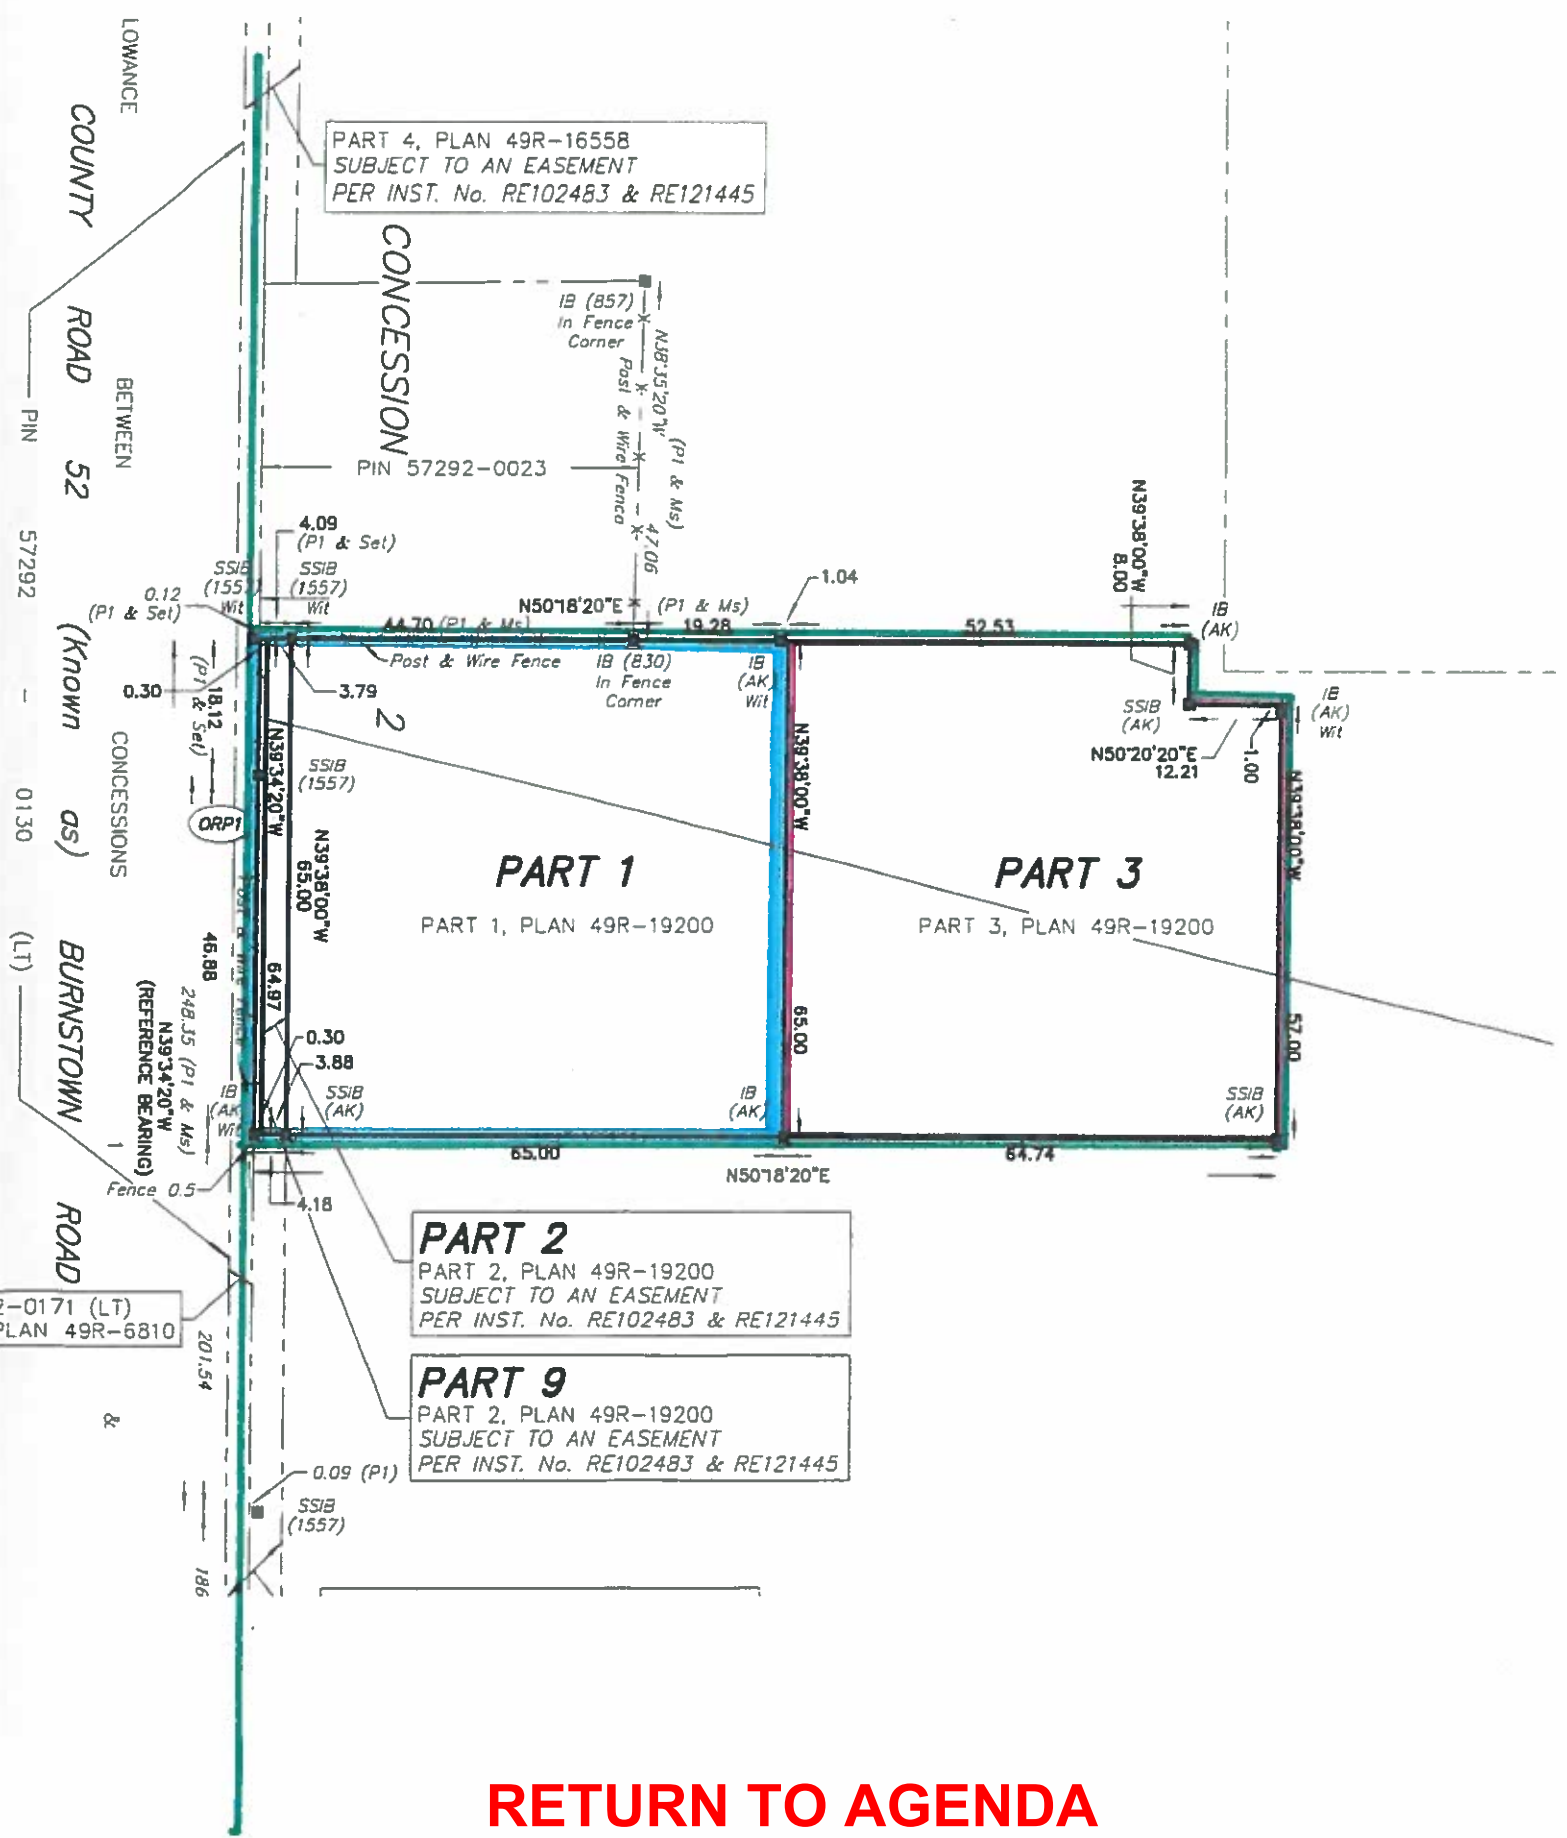 LOWANCE
BETWEEN
CONCESSIONS
1
&
COUNTY ROAD 52 (Known as) BURNSTOWN ROAD
PIN 57292 - 0130 (LT)
PART 4, PLAN 49R-16558
SUBJECT TO AN EASEMENT
PER INST. No. RE102483 & RE121445
CONCESSION
2
IB (857)
In Fence
Corner
N38°35'20"W
(P1 & Ms)
47.06
Post & Wire Fence
PIN 57292-0023
4.09
(P1 & Set)
SSIB
(1557)
Wit
SSIB
(1557)
Wit
0.12
(P1 & Set)
N50°18'20"E
(P1 & Ms)
1.04
44.70 (P1 & Ms)
19.28
52.53
N39°38'00"W
8.00
IB
(AK)
Post & Wire Fence
IB (830)
In Fence
Corner
IB
(AK)
Wit
SSIB
(AK)
IB
(AK)
Wit
N50°20'20"E
12.21
1.00
0.30
18.12
(P1 & Set)
3.79
N39°34'20"W
SSIB
(1557)
ORP1
N39°38'00"W
65.00
N39°38'00"W
65.00
N39°38'00"W
57.00
PART 1
PART 1, PLAN 49R-19200
PART 3
PART 3, PLAN 49R-19200
Post & Wire Fence
46.88
64.97
248.35 (P1 & Ms)
N39°34'20"W
(REFERENCE BEARING)
0.30
3.88
IB
(AK)
Wit
SSIB
(AK)
IB
(AK)
SSIB
(AK)
Fence 0.5
65.00
64.74
N50°18'20"E
4.18
PART 2
PART 2, PLAN 49R-19200
SUBJECT TO AN EASEMENT
PER INST. No. RE102483 & RE121445
2-0171 (LT)
PLAN 49R-6810
201.54
PART 9
PART 2, PLAN 49R-19200
SUBJECT TO AN EASEMENT
PER INST. No. RE102483 & RE121445
0.09 (P1)
SSIB
(1557)
186
RETURN TO AGENDA